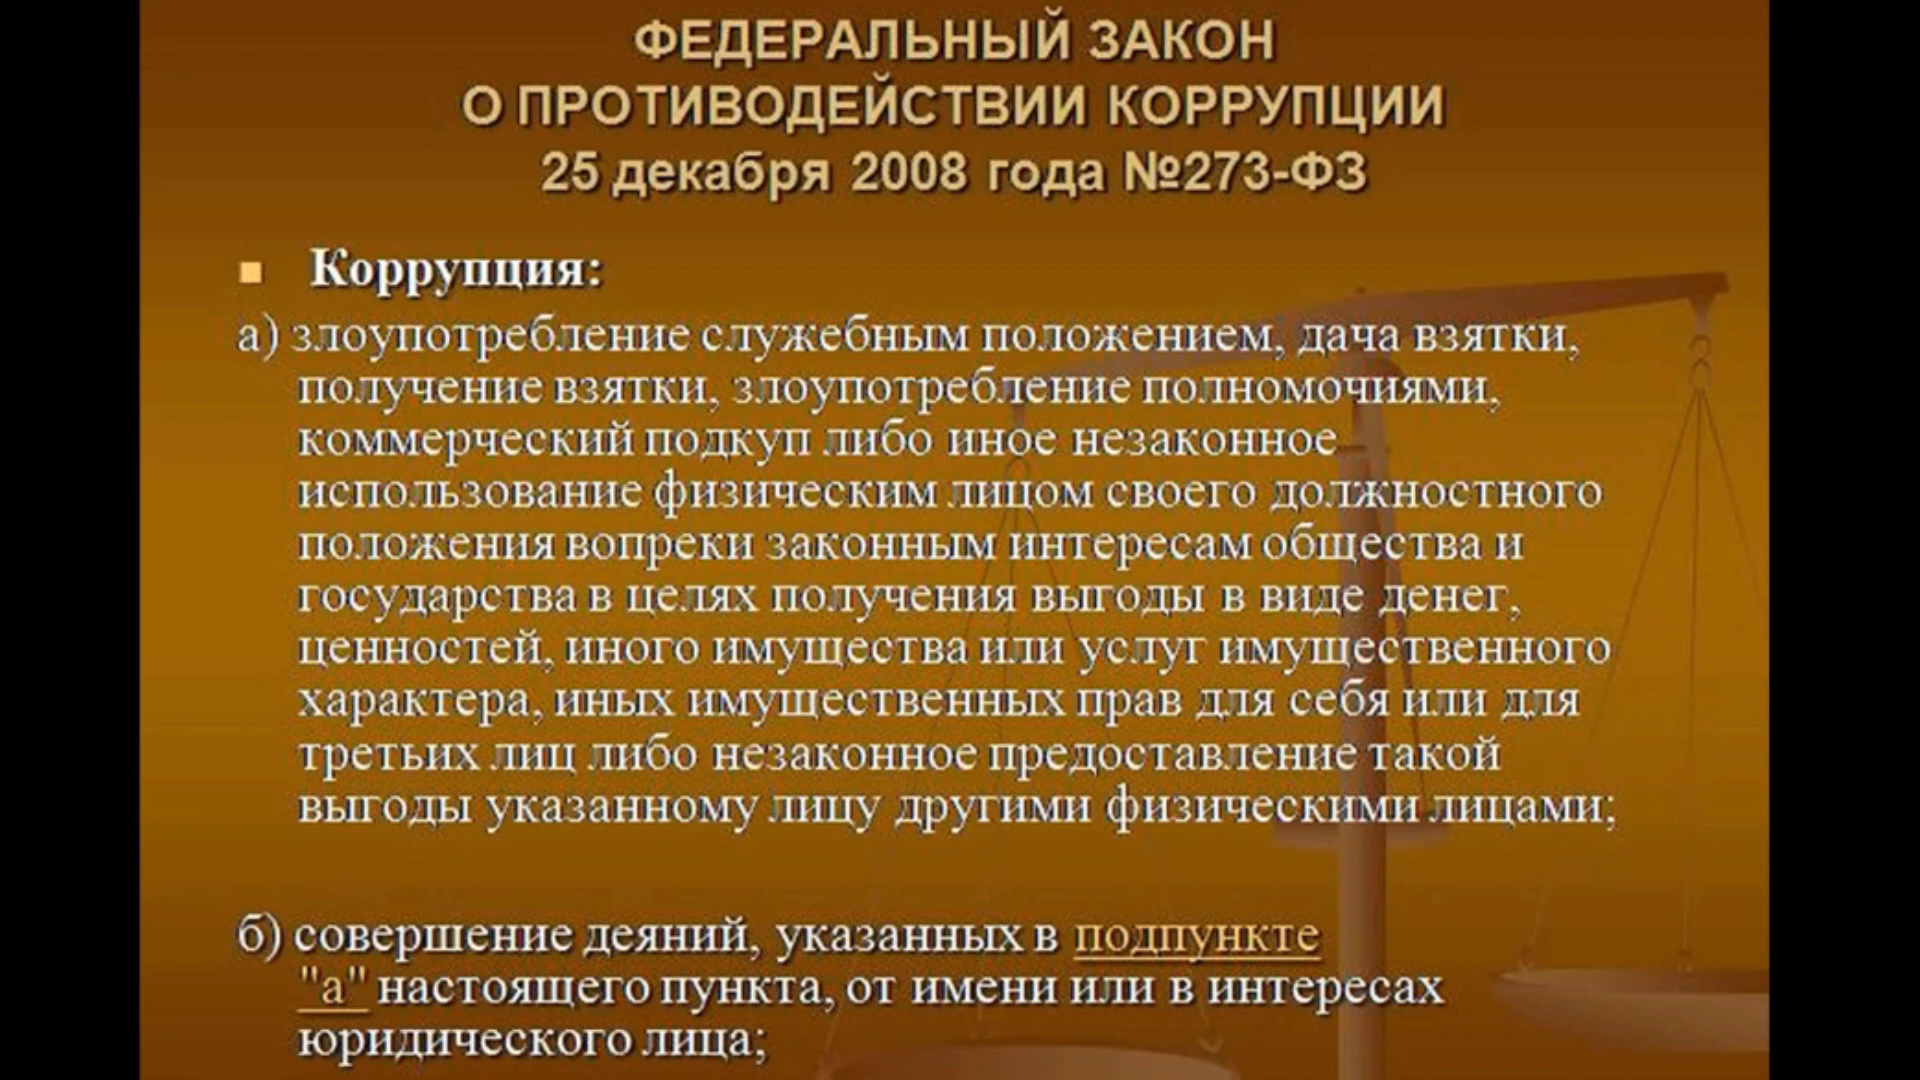 ФЕДЕРАЛЬНЫЙ ЗАКОН
О ПРОТИВОДЕЙСТВИИ КОРРУПЦИИ
25 декабря 2008 года №273-ФЗ
Коррупция:
а) злоупотребление служебным положением, дача взятки,
получение взятки, злоупотребление полномочиями,
коммерческий подкуп либо иное незаконное
использование физическим лицом своего должностного
положения вопреки законным интересам общества и
государства в целях получения выгоды в виде денег,
ценностей, иного имущества или услуг имущественного
характера, иных имущественных прав для себя или для
третьих лиц либо незаконное предоставление такой
выгоды указанному лицу другими физическими лицами;
б) совершение деяний, указанных в подпункте
"а" настоящего пункта, от имени или в интересах
юридического лица;